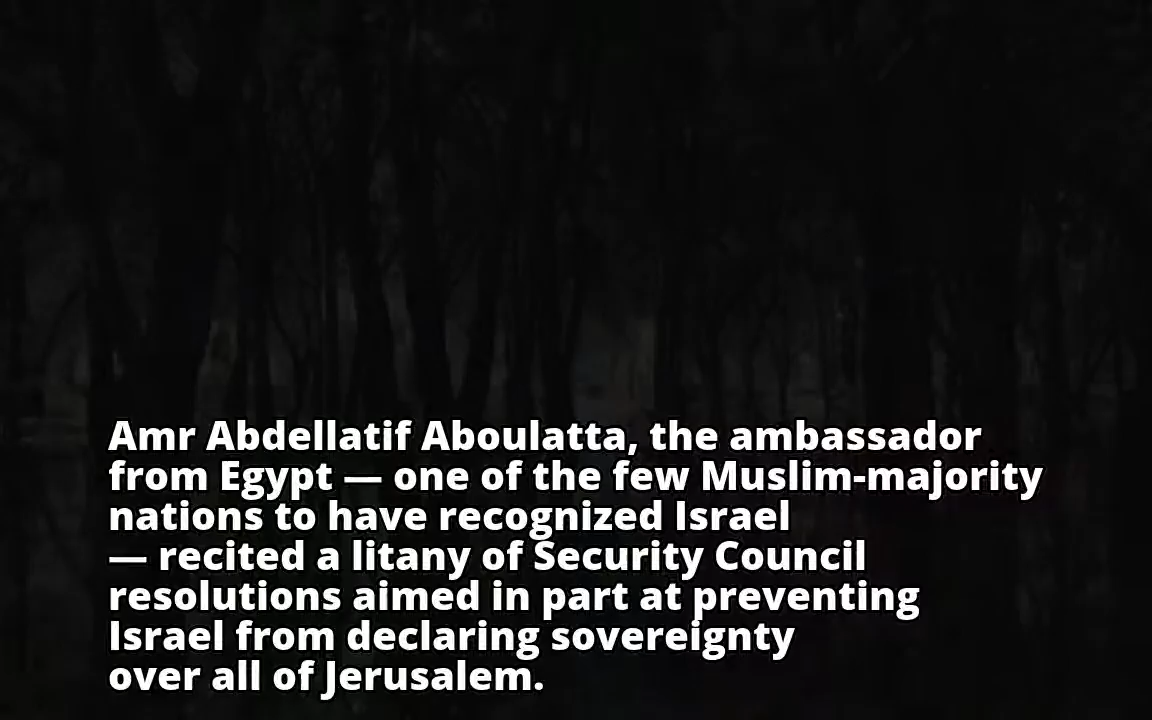 Amr Abdellatif Aboulatta, the ambassador
from Egypt — one of the few Muslim-majority
nations to have recognized Israel
— recited a litany of Security Council
resolutions aimed in part at preventing
Israel from declaring sovereignty
over all of Jerusalem.